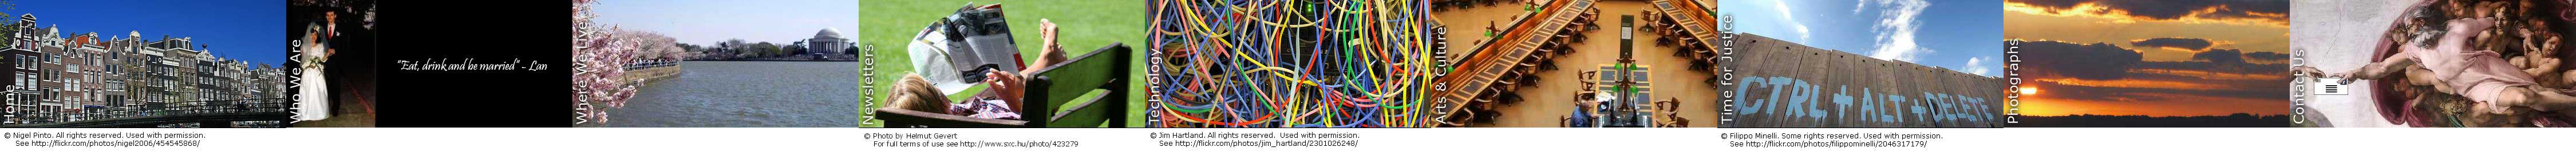 Home
Who We Are
"Eat, drink and be married" ~ Lan
Where We Live
Newsletters
Technology
Arts & Culture
Time for Justice
CTRL+ALT+DELETE
Photographs
Contact Us
© Nigel Pinto. All rights reserved. Used with permission.
See http://flickr.com/photos/nigel2006/454545868/
© Photo by Helmut Gevert
For full terms of use see http://www.sxc.hu/photo/423279
© Jim Hartland. All rights reserved. Used with permission.
See http://flickr.com/photos/jim_hartland/2301026248/
© Filippo Minelli. Some rights reserved. Used with permission.
See http://flickr.com/photos/filippominelli/2046317179/